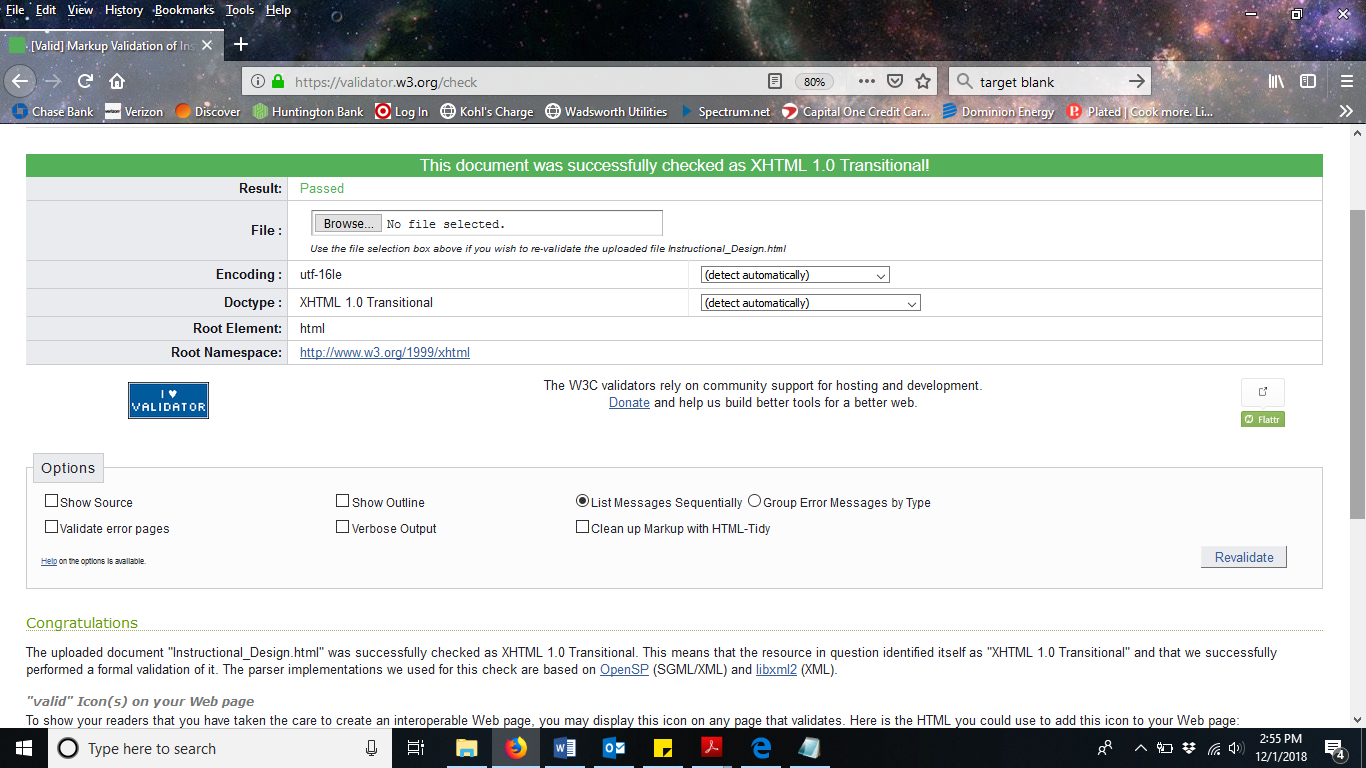 File Edit View History Bookmarks Tools Help
[Valid] Markup Validation of Ins
https://validator.w3.org/check 80% target blank
Chase Bank Verizon Discover Huntington Bank Log In Kohl's Charge Wadsworth Utilities Spectrum.net Capital One Credit Car... Dominion Energy Plated | Cook more. Li...
This document was successfully checked as XHTML 1.0 Transitional!
Result: Passed
File : Browse... No file selected.
Use the file selection box above if you wish to re-validate the uploaded file Instructional_Design.html
Encoding : utf-16le (detect automatically)
Doctype : XHTML 1.0 Transitional (detect automatically)
Root Element: html
Root Namespace: http://www.w3.org/1999/xhtml
I ♥
VALIDATOR
The W3C validators rely on community support for hosting and development.
Donate and help us build better tools for a better web.
Flattr
Options
Show Source Show Outline List Messages Sequentially Group Error Messages by Type
Validate error pages Verbose Output Clean up Markup with HTML-Tidy
Help on the options is available.
Revalidate
Congratulations
The uploaded document "Instructional_Design.html" was successfully checked as XHTML 1.0 Transitional. This means that the resource in question identified itself as "XHTML 1.0 Transitional" and that we successfully
performed a formal validation of it. The parser implementations we used for this check are based on OpenSP (SGML/XML) and libxml2 (XML).
"valid" Icon(s) on your Web page
To show your readers that you have taken the care to create an interoperable Web page, you may display this icon on any page that validates. Here is the HTML you could use to add this icon to your Web page:
Type here to search
2:55 PM
12/1/2018
4